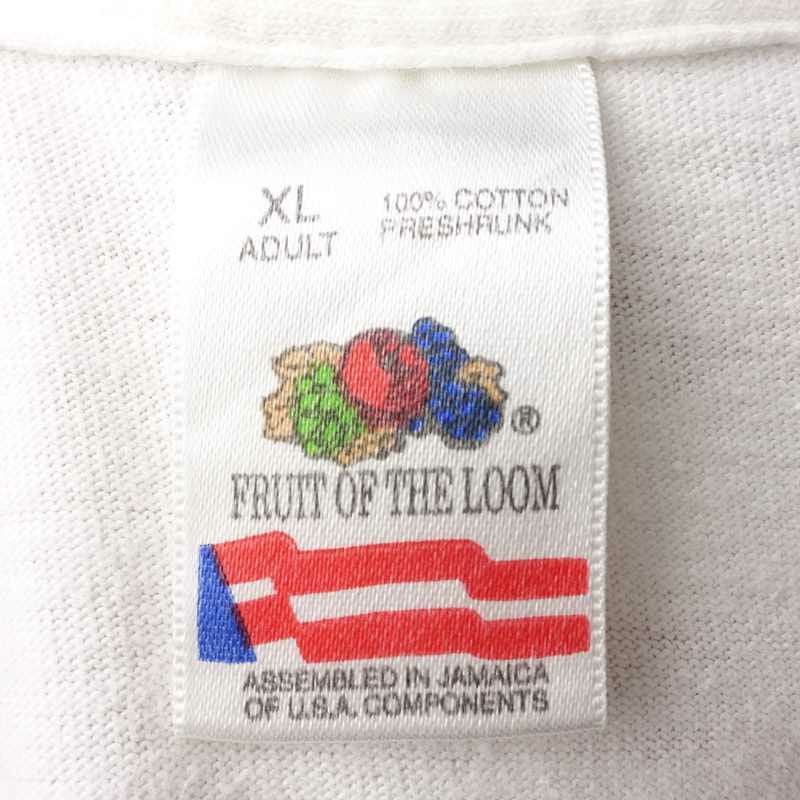 XL
ADULT
100% COTTON
PRESHRUNK
®
FRUIT OF THE LOOM
ASSEMBLED IN JAMAICA
OF U.S.A. COMPONENTS